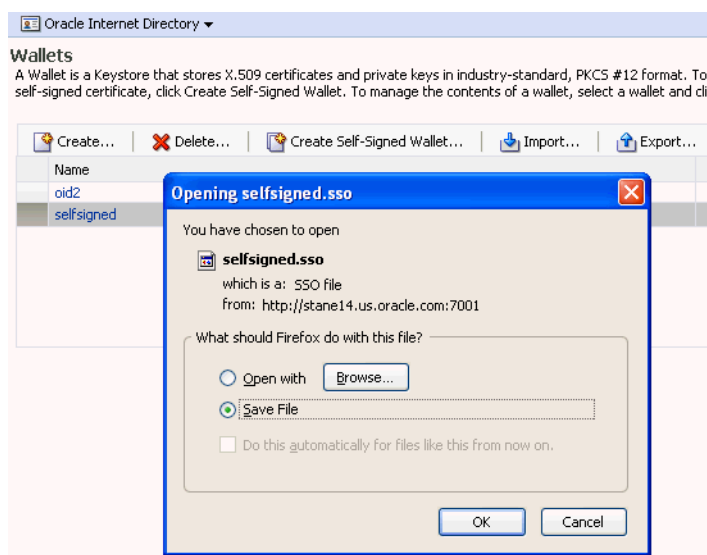 Oracle Internet Directory
Wallets
A Wallet is a Keystore that stores X.509 certificates and private keys in industry-standard, PKCS #12 format. To
self-signed certificate, click Create Self-Signed Wallet. To manage the contents of a wallet, select a wallet and cli
Create... Delete... Create Self-Signed Wallet... Import... Export...
Name
oid2
selfsigned
Opening selfsigned.sso
You have chosen to open
selfsigned.sso
which is a: SSO file
from: http://stane14.us.oracle.com:7001
What should Firefox do with this file?
Open with Browse...
Save File
Do this automatically for files like this from now on.
OK Cancel